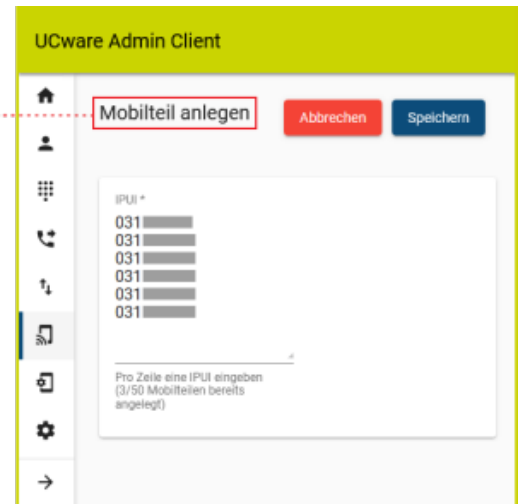 UCware Admin Client
Mobilteil anlegen
Abbrechen
Speichern
IPUI *
031
031
031
031
031
031
Pro Zeile eine IPUI eingeben
(3/50 Mobilteilen bereits
angelegt)